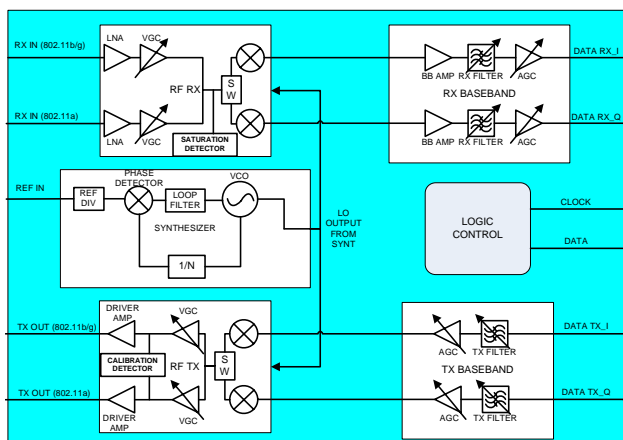 RX IN (802.11b/g)
LNA
VGC
RF RX
S
W
RX IN (802.11a)
LNA
VGC
SATURATION
DETECTOR
BB AMP
RX FILTER
AGC
DATA RX_I
RX BASEBAND
BB AMP
RX FILTER
AGC
DATA RX_Q
REF IN
REF
DIV
PHASE
DETECTOR
LOOP
FILTER
VCO
SYNTHESIZER
1/N
LO
OUTPUT
FROM
SYNT
LOGIC
CONTROL
CLOCK
DATA
TX OUT (802.11b/g)
DRIVER
AMP
VGC
CALIBRATION
DETECTOR
RF TX
S
W
TX OUT (802.11a)
DRIVER
AMP
VGC
AGC
TX FILTER
DATA TX_I
TX BASEBAND
AGC
TX FILTER
DATA TX_Q